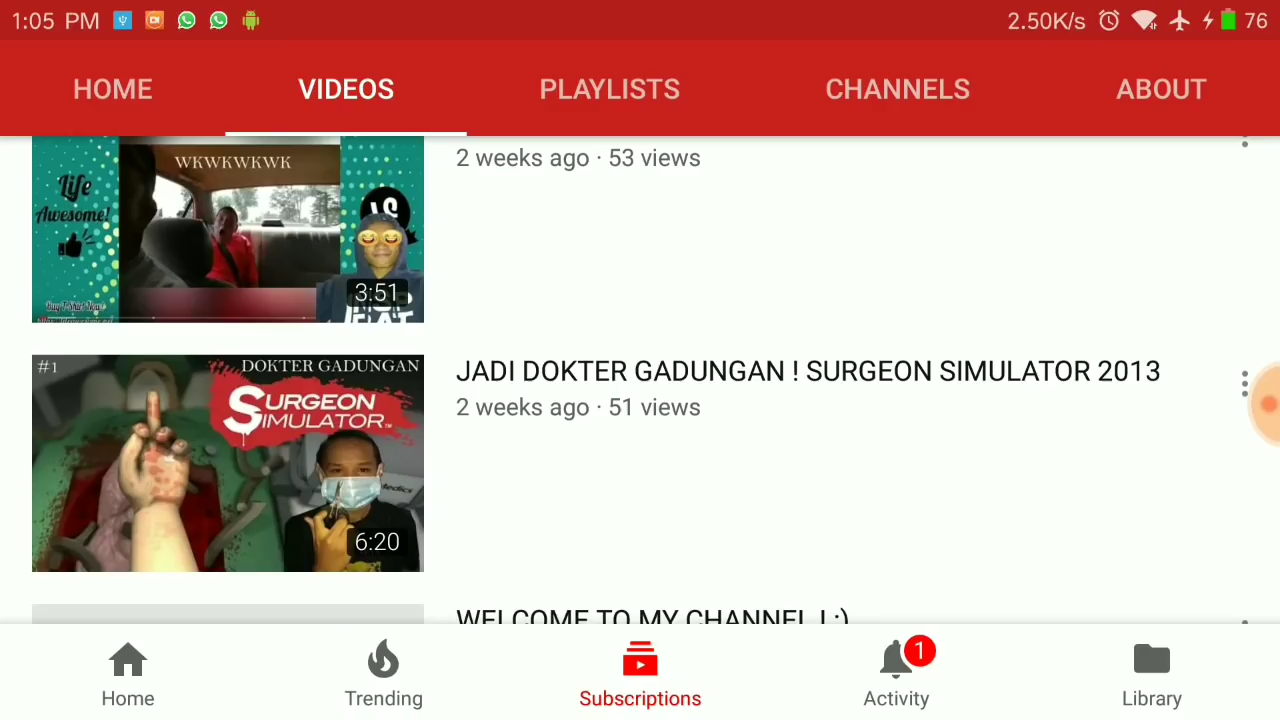 1:05 PM
2.50K/s
76
HOME
VIDEOS
PLAYLISTS
CHANNELS
ABOUT
WKWKWKWK
Life
Awesome!
3:51
2 weeks ago · 53 views
#1
DOKTER GADUNGAN
SURGEON
SIMULATOR
6:20
JADI DOKTER GADUNGAN ! SURGEON SIMULATOR 2013
2 weeks ago · 51 views
WELCOME TO MY CHANNEL ! :)
Home
Trending
Subscriptions
1
Activity
Library